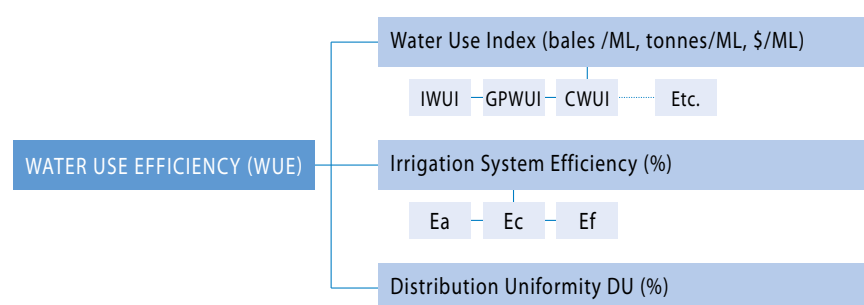 Water Use Index (bales /ML, tonnes/ML, $/ML)
IWUI GPWUI CWUI Etc.
WATER USE EFFICIENCY (WUE)
Irrigation System Efficiency (%)
Ea Ec Ef
Distribution Uniformity DU (%)